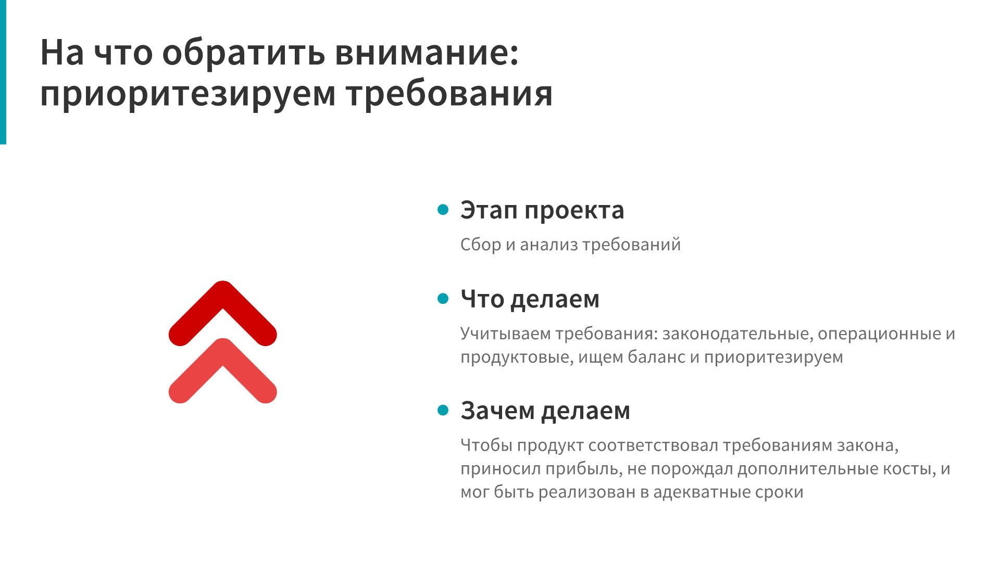 На что обратить внимание:
приоритезируем требования
Этап проекта
Сбор и анализ требований
Что делаем
Учитываем требования: законодательные, операционные и
продуктовые, ищем баланс и приоритезируем
Зачем делаем
Чтобы продукт соответствовал требованиям закона,
приносил прибыль, не порождал дополнительные косты, и
мог быть реализован в адекватные сроки